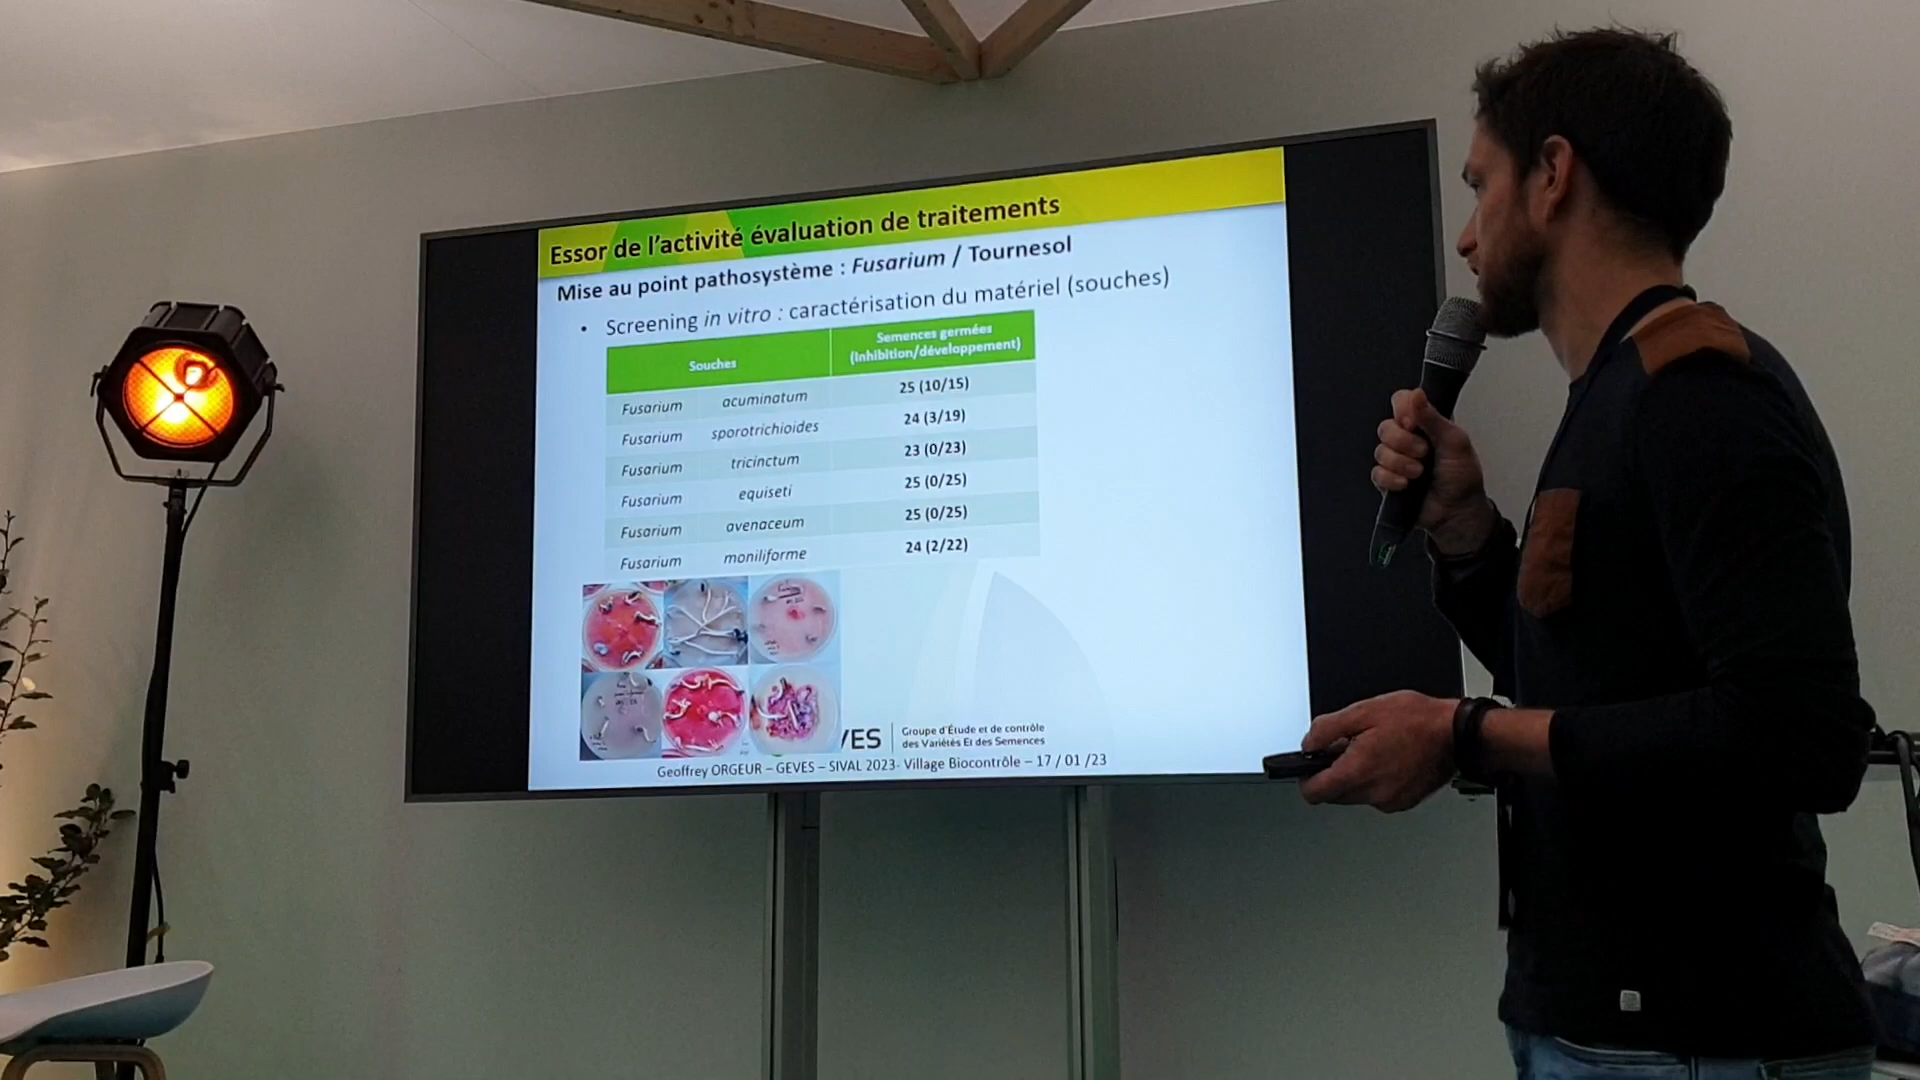 Essor de l'activité évaluation de traitements
Mise au point pathosystème : Fusarium / Tournesol
• Screening in vitro : caractérisation du matériel (souches)
Souches
Semences germées
(Inhibition/développement)
Fusarium acuminatum 25 (10/15)
Fusarium sporotrichioides 24 (3/19)
Fusarium tricinctum 23 (0/23)
Fusarium equiseti 25 (0/25)
Fusarium avenaceum 25 (0/25)
Fusarium moniliforme 24 (2/22)
VES
Groupe d'Étude et de contrôle
des Variétés Et des Semences
Geoffrey ORGEUR – GEVES – SIVAL 2023- Village Biocontrôle – 17 / 01 /23